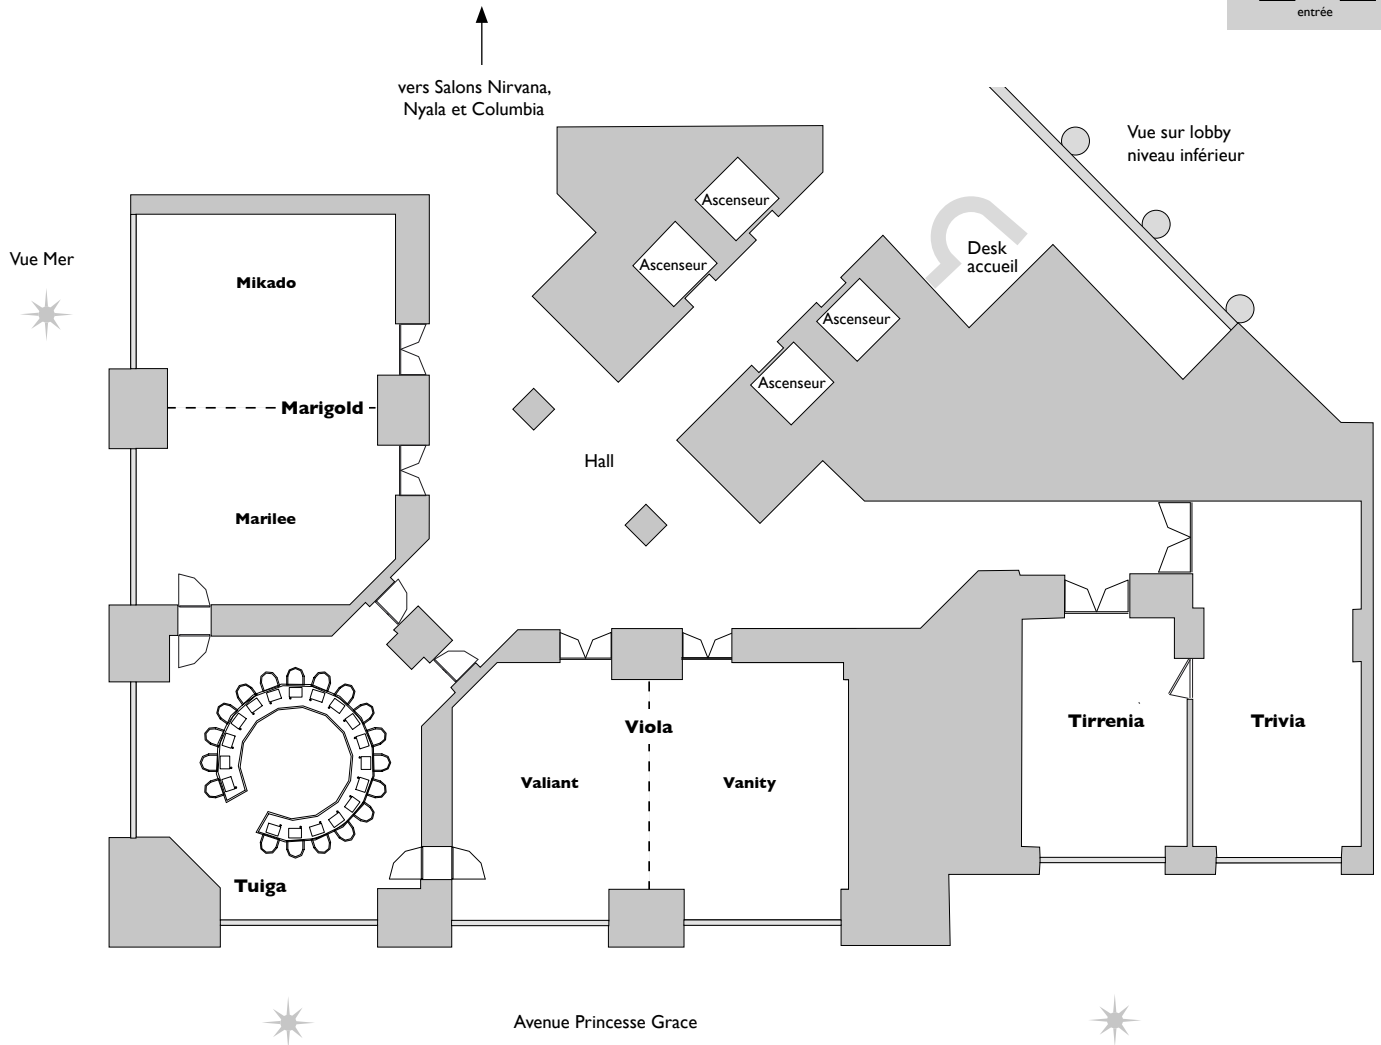 entrée
vers Salons Nirvana,
Nyala et Columbia
Vue sur lobby
niveau inférieur
Ascenseur
Ascenseur
Desk
accueil
Vue Mer
Mikado
Ascenseur
Ascenseur
Marigold
Hall
Marilee
Viola
Tirrenia
Trivia
Valiant
Vanity
Tuiga
Avenue Princesse Grace